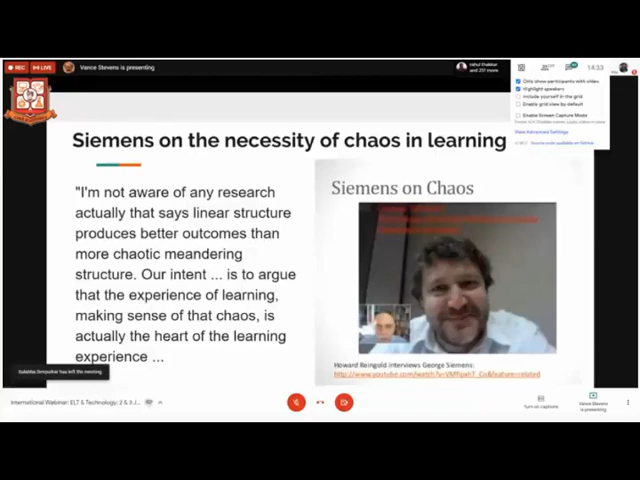 REC
LIVE
Vance Stevens is presenting
and 217 more
14:33
Only show participants with video
Highlight speakers
Include yourself in the grid
Enable grid view by default
Enable Screen Capture Mode
View Advanced Settings
Siemens on the necessity of chaos in learning
"I'm not aware of any research
actually that says linear structure
produces better outcomes than
more chaotic meandering
structure. Our intent ... is to argue
that the experience of learning,
making sense of that chaos, is
actually the heart of the learning
experience ...
Siemens on Chaos
Howard Reingold interviews George Siemens:
has left the meeting
International Webinar: ELT & Technology: 2 & 3 J...
Turn on captions
Vance Stevens
is presenting